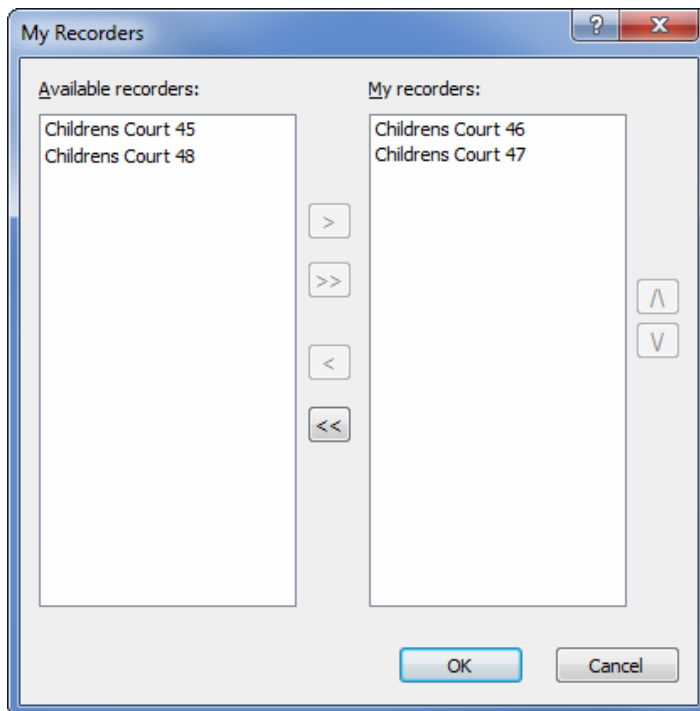 My Recorders
? X
Available recorders:
Childrens Court 45
Childrens Court 48
>
>>
<
<<
My recorders:
Childrens Court 46
Childrens Court 47
/\
\/
OK
Cancel